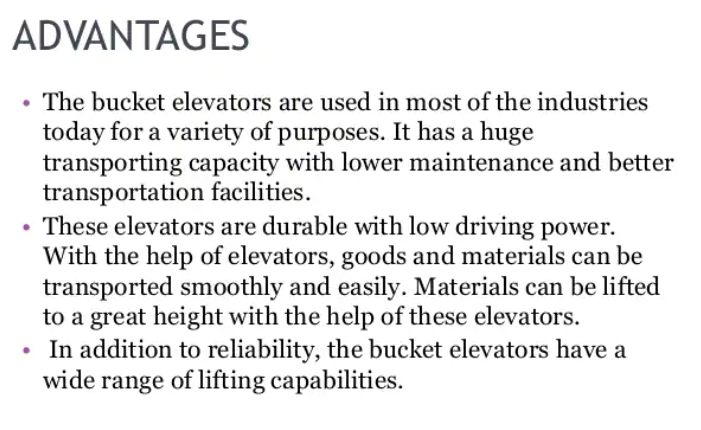 ADVANTAGES
• The bucket elevators are used in most of the industries
today for a variety of purposes. It has a huge
transporting capacity with lower maintenance and better
transportation facilities.
• These elevators are durable with low driving power.
With the help of elevators, goods and materials can be
transported smoothly and easily. Materials can be lifted
to a great height with the help of these elevators.
• In addition to reliability, the bucket elevators have a
wide range of lifting capabilities.